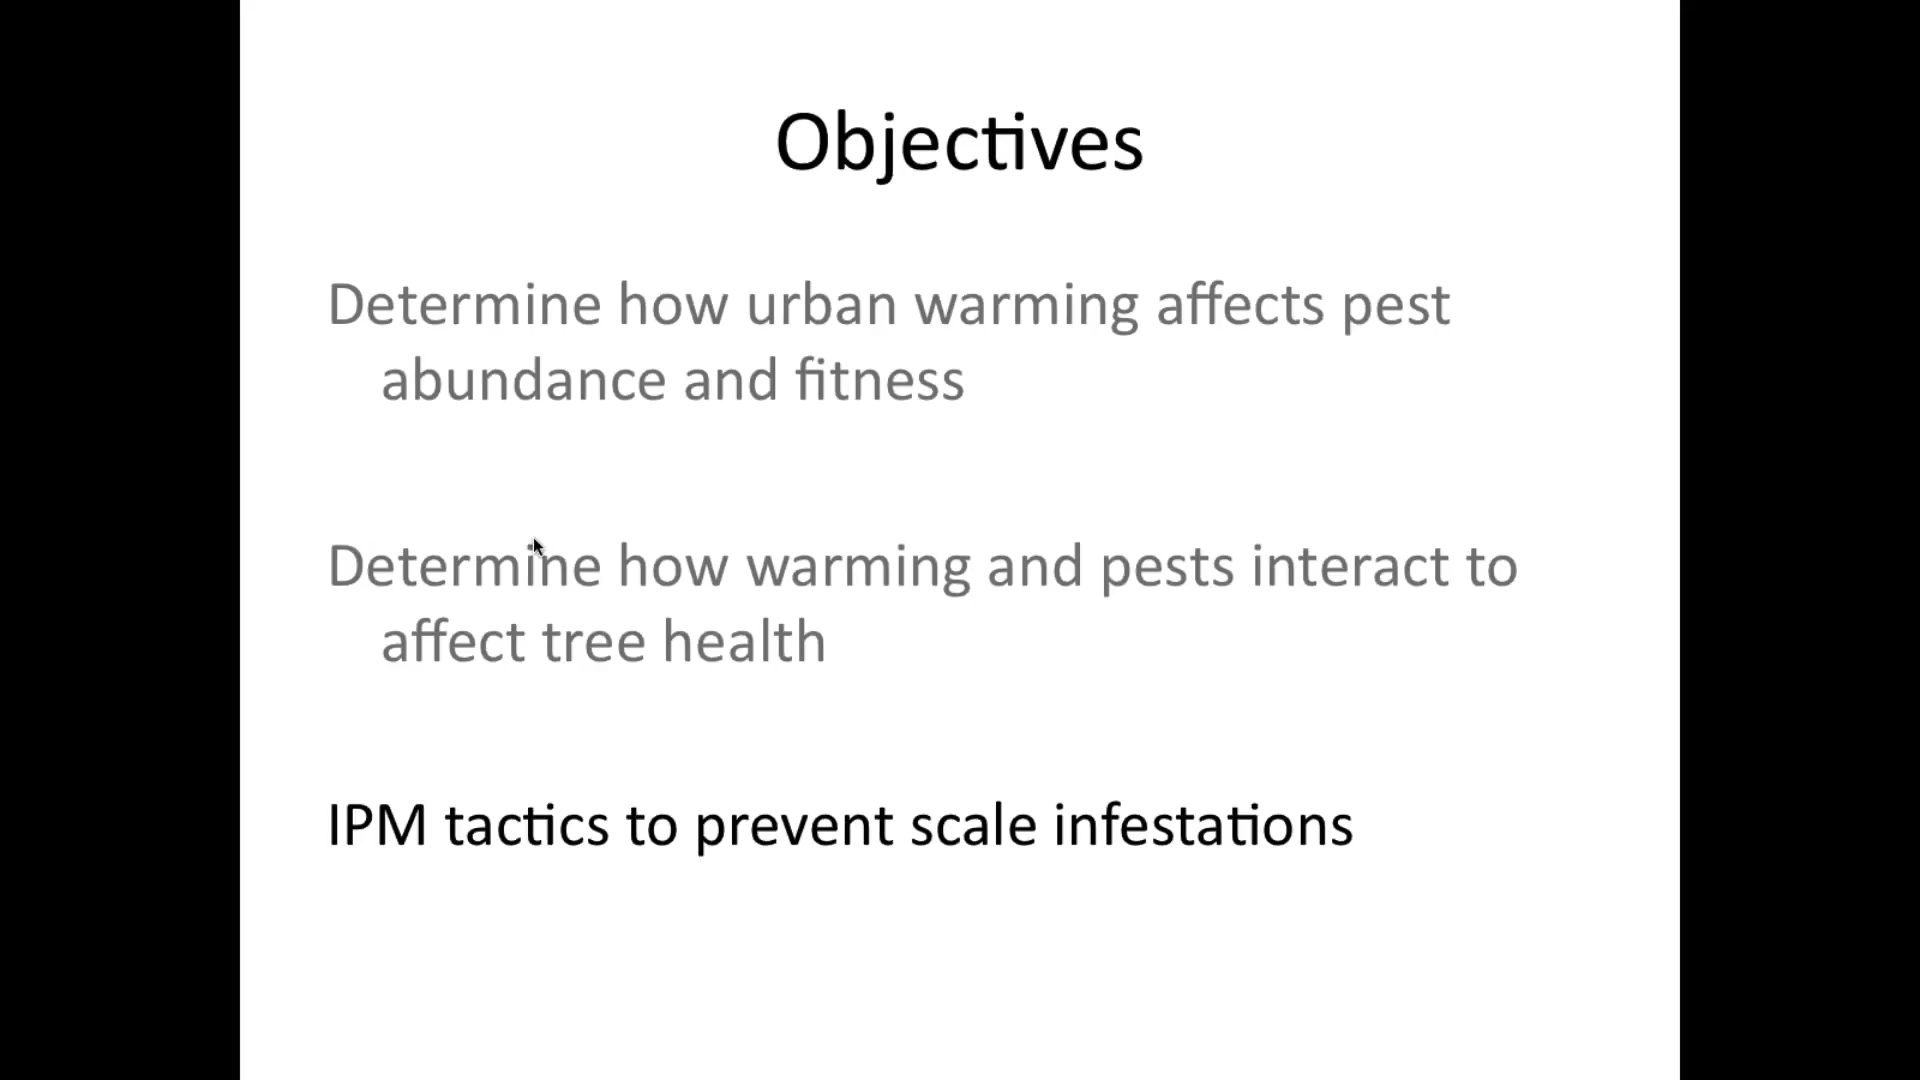 Objectives
Determine how urban warming affects pest
abundance and fitness
Determine how warming and pests interact to
affect tree health
IPM tactics to prevent scale infestations